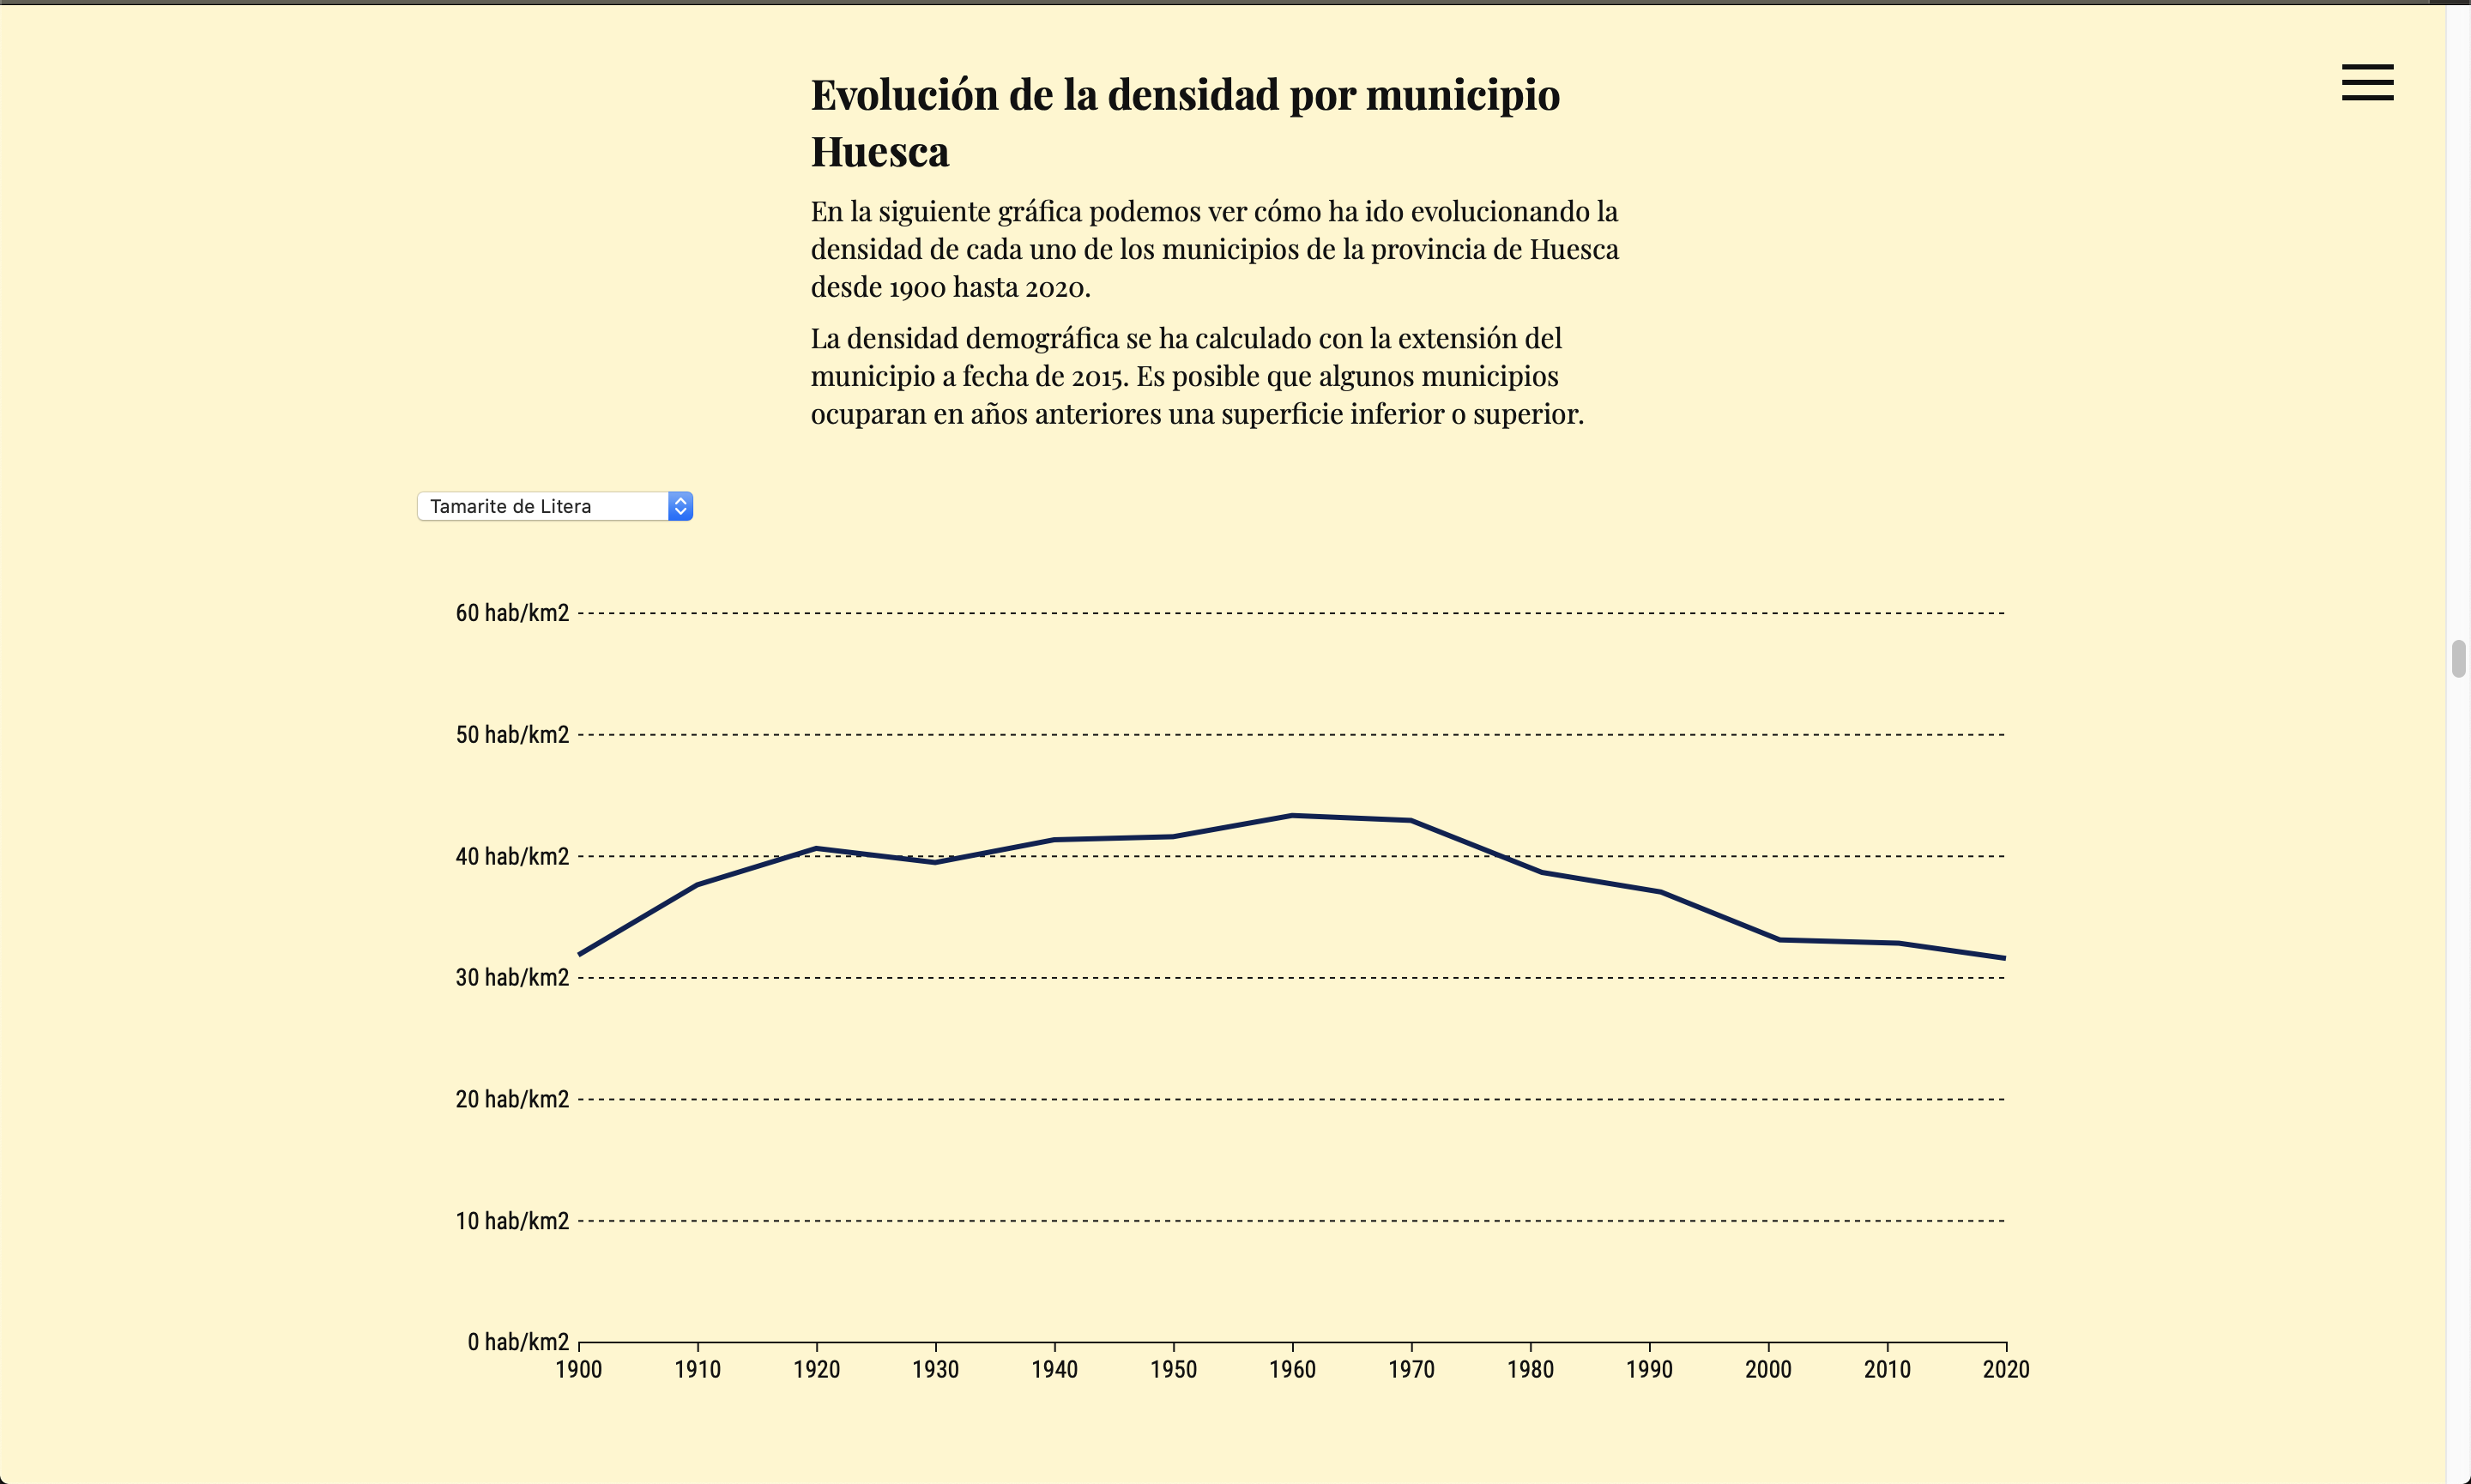 Evolución de la densidad por municipio
Huesca
En la siguiente gráfica podemos ver cómo ha ido evolucionando la
densidad de cada uno de los municipios de la provincia de Huesca
desde 1900 hasta 2020.
La densidad demográfica se ha calculado con la extensión del
municipio a fecha de 2015. Es posible que algunos municipios
ocuparan en años anteriores una superficie inferior o superior.
Tamarite de Litera
60 hab/km2
50 hab/km2
40 hab/km2
30 hab/km2
20 hab/km2
10 hab/km2
0 hab/km2
1900 1910 1920 1930 1940 1950 1960 1970 1980 1990 2000 2010 2020